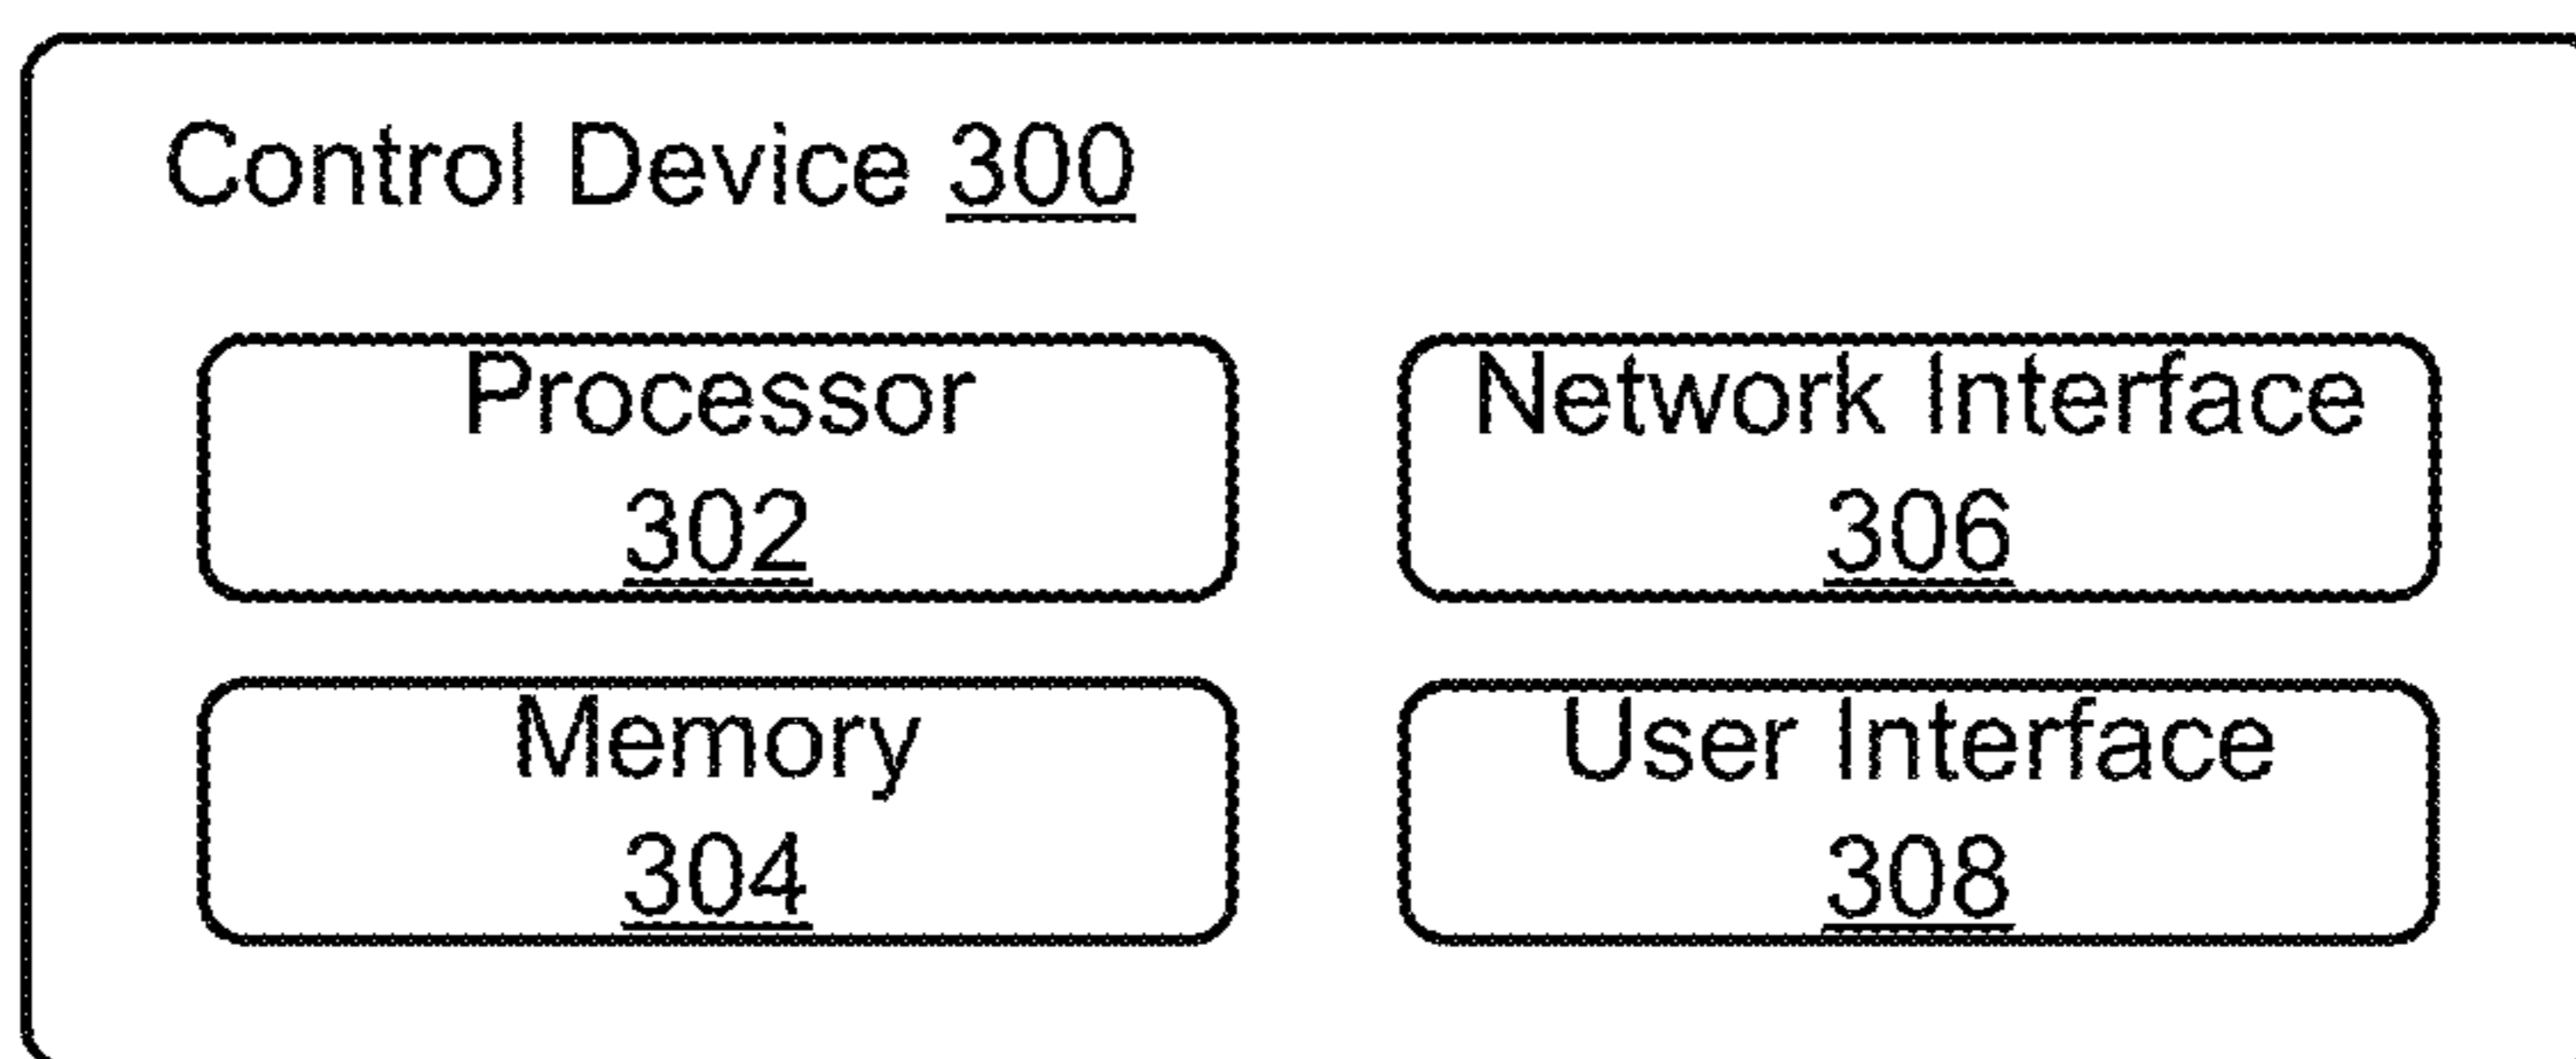 Control Device 300
Processor
302
Network Interface
306
Memory
304
User Interface
308